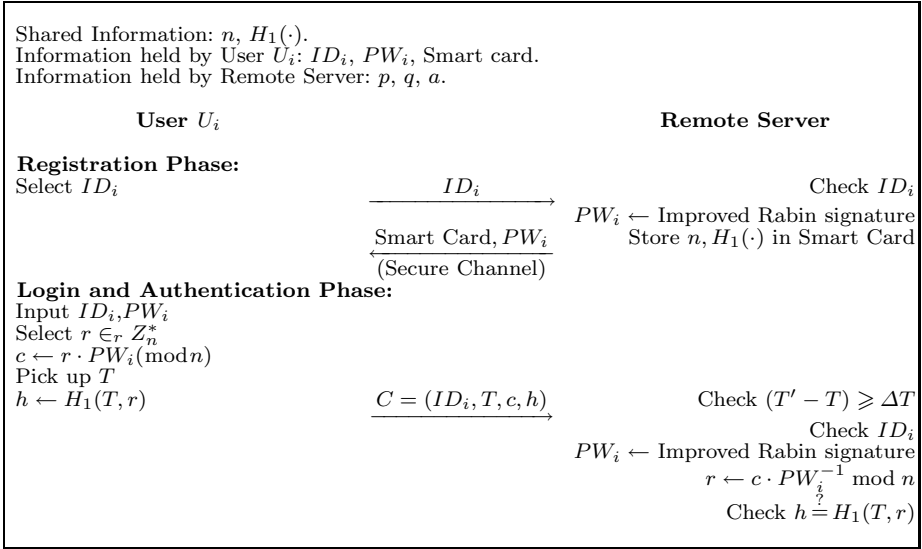 Shared Information: n, H₁(·).
Information held by User Uᵢ: IDᵢ, PWᵢ, Smart card.
Information held by Remote Server: p, q, a.
User Uᵢ Remote Server
Registration Phase:
Select IDᵢ IDᵢ Check IDᵢ
PWᵢ ← Improved Rabin signature
Smart Card, PWᵢ Store n, H₁(·) in Smart Card
(Secure Channel)
Login and Authentication Phase:
Input IDᵢ,PWᵢ
Select r ∈ᵣ Zₙ*
c ← r · PWᵢ(mod n)
Pick up T
h ← H₁(T, r) C = (IDᵢ, T, c, h) Check (T′ − T) ⩾ ΔT
Check IDᵢ
PWᵢ ← Improved Rabin signature
r ← c · PWᵢ⁻¹ mod n
Check h ≟ H₁(T, r)